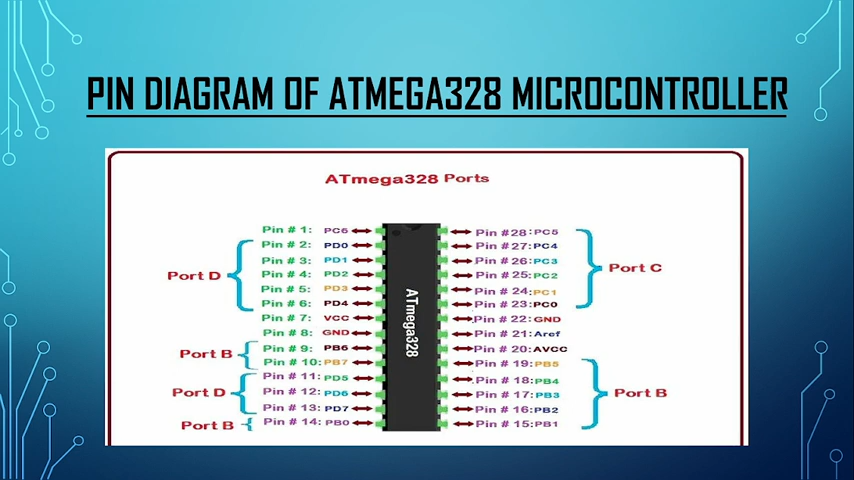 PIN DIAGRAM OF ATMEGA328 MICROCONTROLLER
ATmega328 Ports
Pin # 1: PC6
Pin # 2: PD0
Pin # 3: PD1
Pin # 4: PD2
Pin # 5: PD3
Pin # 6: PD4
Pin # 7: VCC
Pin # 8: GND
Pin # 9: PB6
Pin # 10: PB7
Pin # 11: PD5
Pin # 12: PD6
Pin # 13: PD7
Pin # 14: PB0
Port D
Port B
Port D
Port B
ATmega328
Pin #28: PC5
Pin #27: PC4
Pin #26: PC3
Pin #25: PC2
Pin #24: PC1
Pin #23: PC0
Pin #22: GND
Pin #21: Aref
Pin #20: AVCC
Pin #19: PB5
Pin #18: PB4
Pin #17: PB3
Pin #16: PB2
Pin #15: PB1
Port C
Port B